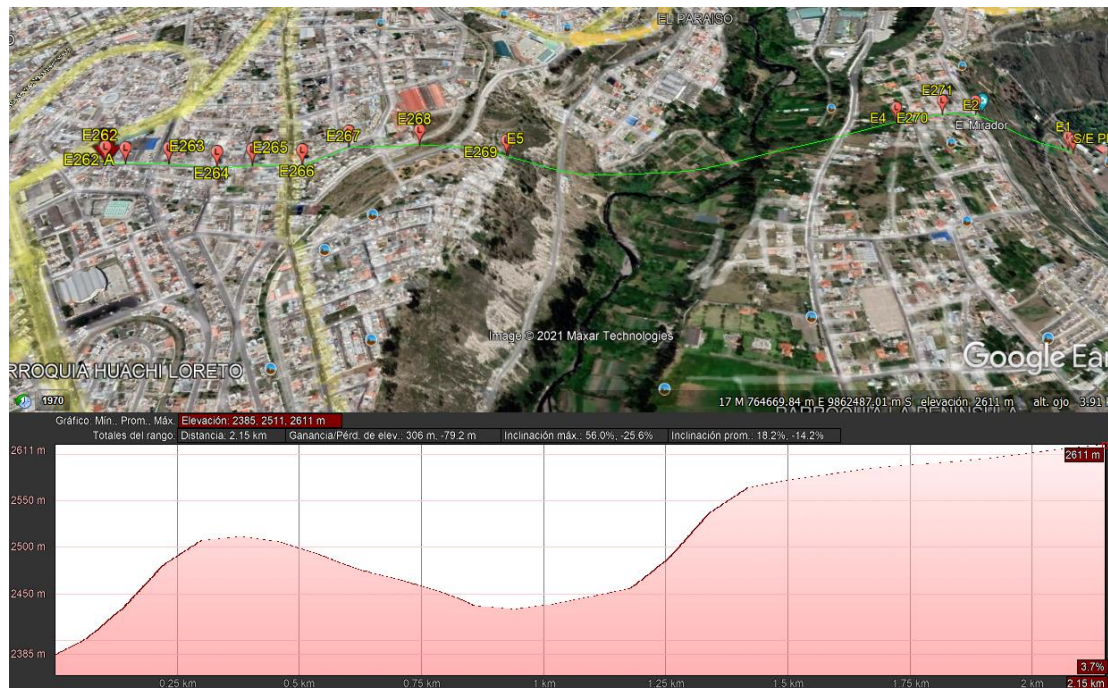 EL PARAISO
E271
E268
E4
E270
E2
E262
E263
E265
E267
E5
El Mirador
E1
E262-A
E264
E266
E269
S/E P
Image © 2021 Maxar Technologies
RROQUIA HUACHI LORETO
Google Ea
1970
17 M 764669.84 m E 9862487.01 m S elevación 2611 m alt. ojo 3.91 k
PARROQUIA LA PENINSULA
Gráfico: Mín., Prom., Máx. Elevación: 2385, 2511, 2611 m
Totales del rango: Distancia: 2.15 km Ganancia/Pérd. de elev.: 306 m, -79.2 m Inclinación máx.: 56.0%, -25.6% Inclinación prom.: 18.2%, -14.2%
2611 m
2611 m
2550 m
2500 m
2450 m
2385 m
3.7%
0.25 km 0.5 km 0.75 km 1 km 1.25 km 1.5 km 1.75 km 2 km 2.15 km